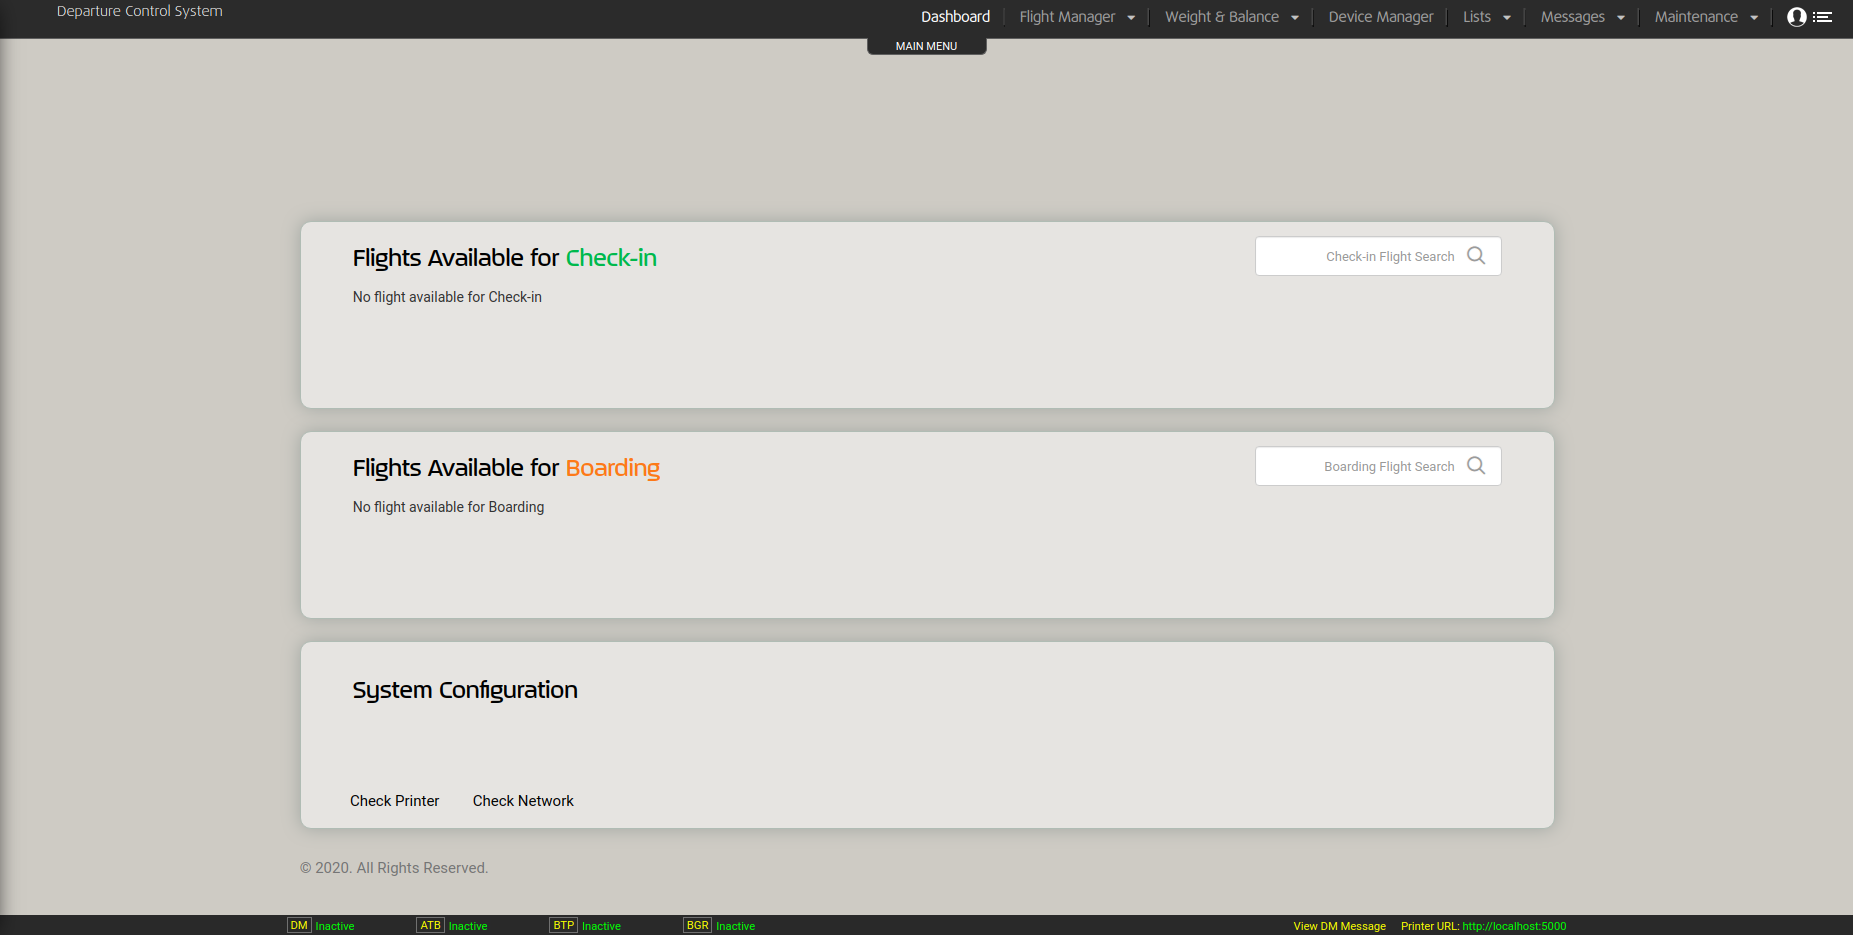 Departure Control System
Dashboard Flight Manager Weight & Balance Device Manager Lists Messages Maintenance
MAIN MENU
Flights Available for Check-in
Check-in Flight Search
No flight available for Check-in
Flights Available for Boarding
Boarding Flight Search
No flight available for Boarding
System Configuration
Check Printer Check Network
© 2020. All Rights Reserved.
DM Inactive ATB Inactive BTP Inactive BGR Inactive View DM Message Printer URL: http://localhost:5000